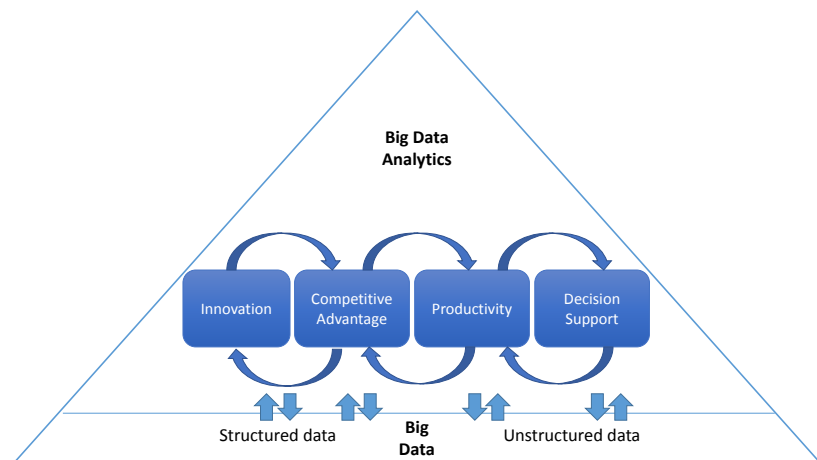 Big Data
Analytics
Innovation
Competitive
Advantage
Productivity
Decision
Support
Structured data
Big
Data
Unstructured data